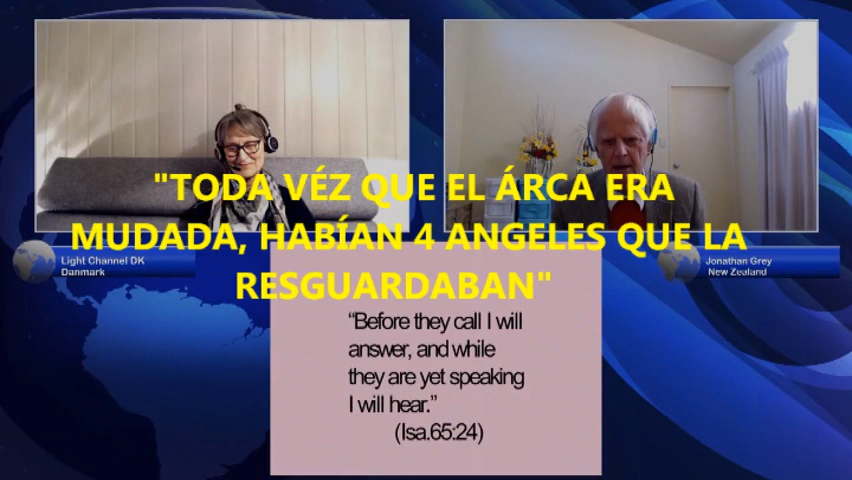 "TODA VÉZ QUE EL ÁRCA ERA
MUDADA, HABÍAN 4 ANGELES QUE LA
RESGUARDABAN"
Light Channel DK
Danmark
Jonathan Grey
New Zealand
“Before they call I will
answer, and while
they are yet speaking
I will hear.”
(Isa.65:24)